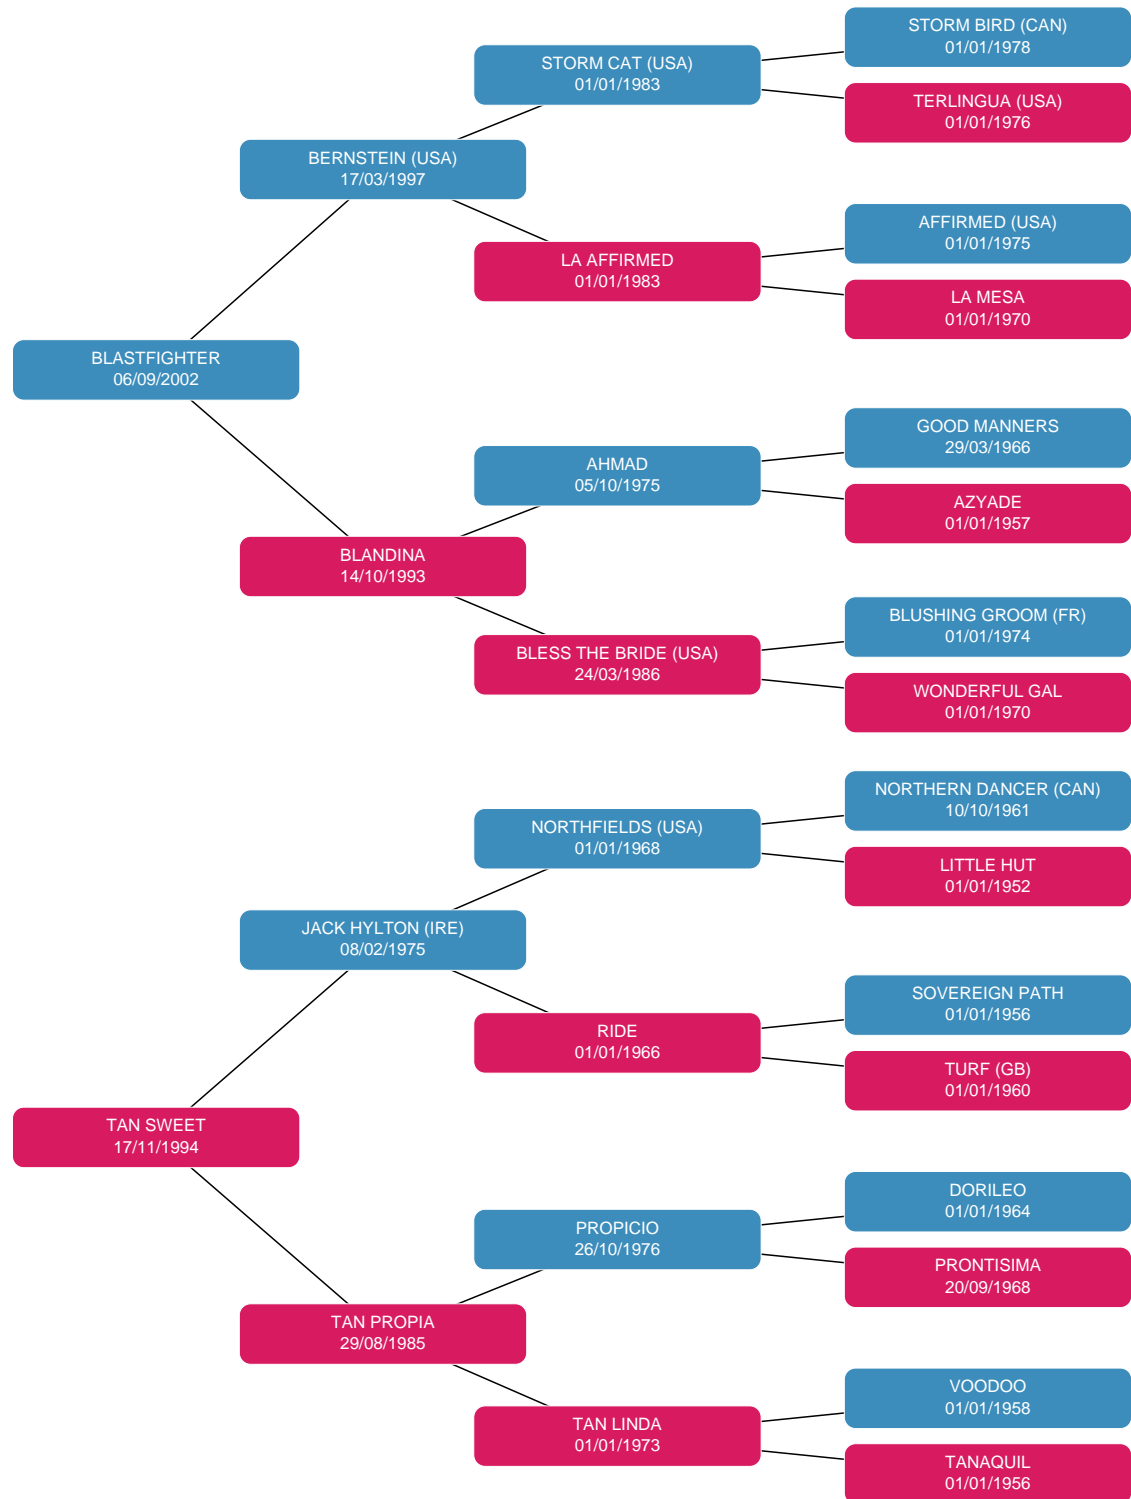 STORM BIRD (CAN)
01/01/1978
STORM CAT (USA)
01/01/1983
TERLINGUA (USA)
01/01/1976
BERNSTEIN (USA)
17/03/1997
AFFIRMED (USA)
01/01/1975
LA AFFIRMED
01/01/1983
LA MESA
01/01/1970
BLASTFIGHTER
06/09/2002
GOOD MANNERS
29/03/1966
AHMAD
05/10/1975
AZYADE
01/01/1957
BLANDINA
14/10/1993
BLUSHING GROOM (FR)
01/01/1974
BLESS THE BRIDE (USA)
24/03/1986
WONDERFUL GAL
01/01/1970
NORTHERN DANCER (CAN)
10/10/1961
NORTHFIELDS (USA)
01/01/1968
LITTLE HUT
01/01/1952
JACK HYLTON (IRE)
08/02/1975
SOVEREIGN PATH
01/01/1956
RIDE
01/01/1966
TURF (GB)
01/01/1960
TAN SWEET
17/11/1994
DORILEO
01/01/1964
PROPICIO
26/10/1976
PRONTISIMA
20/09/1968
TAN PROPIA
29/08/1985
VOODOO
01/01/1958
TAN LINDA
01/01/1973
TANAQUIL
01/01/1956